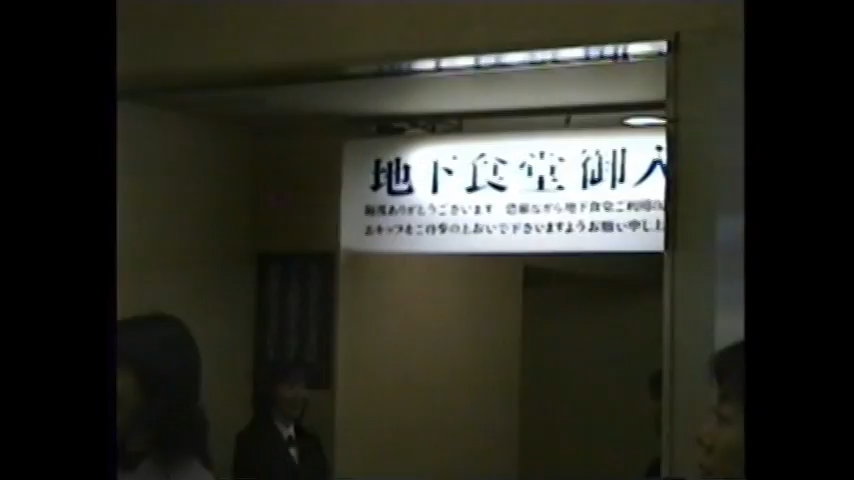 地下食堂御入
毎度ありがとうございます 恐縮ながら地下食堂ご利用の
おキップをご持参の上おいで下さいますようお願い申し上